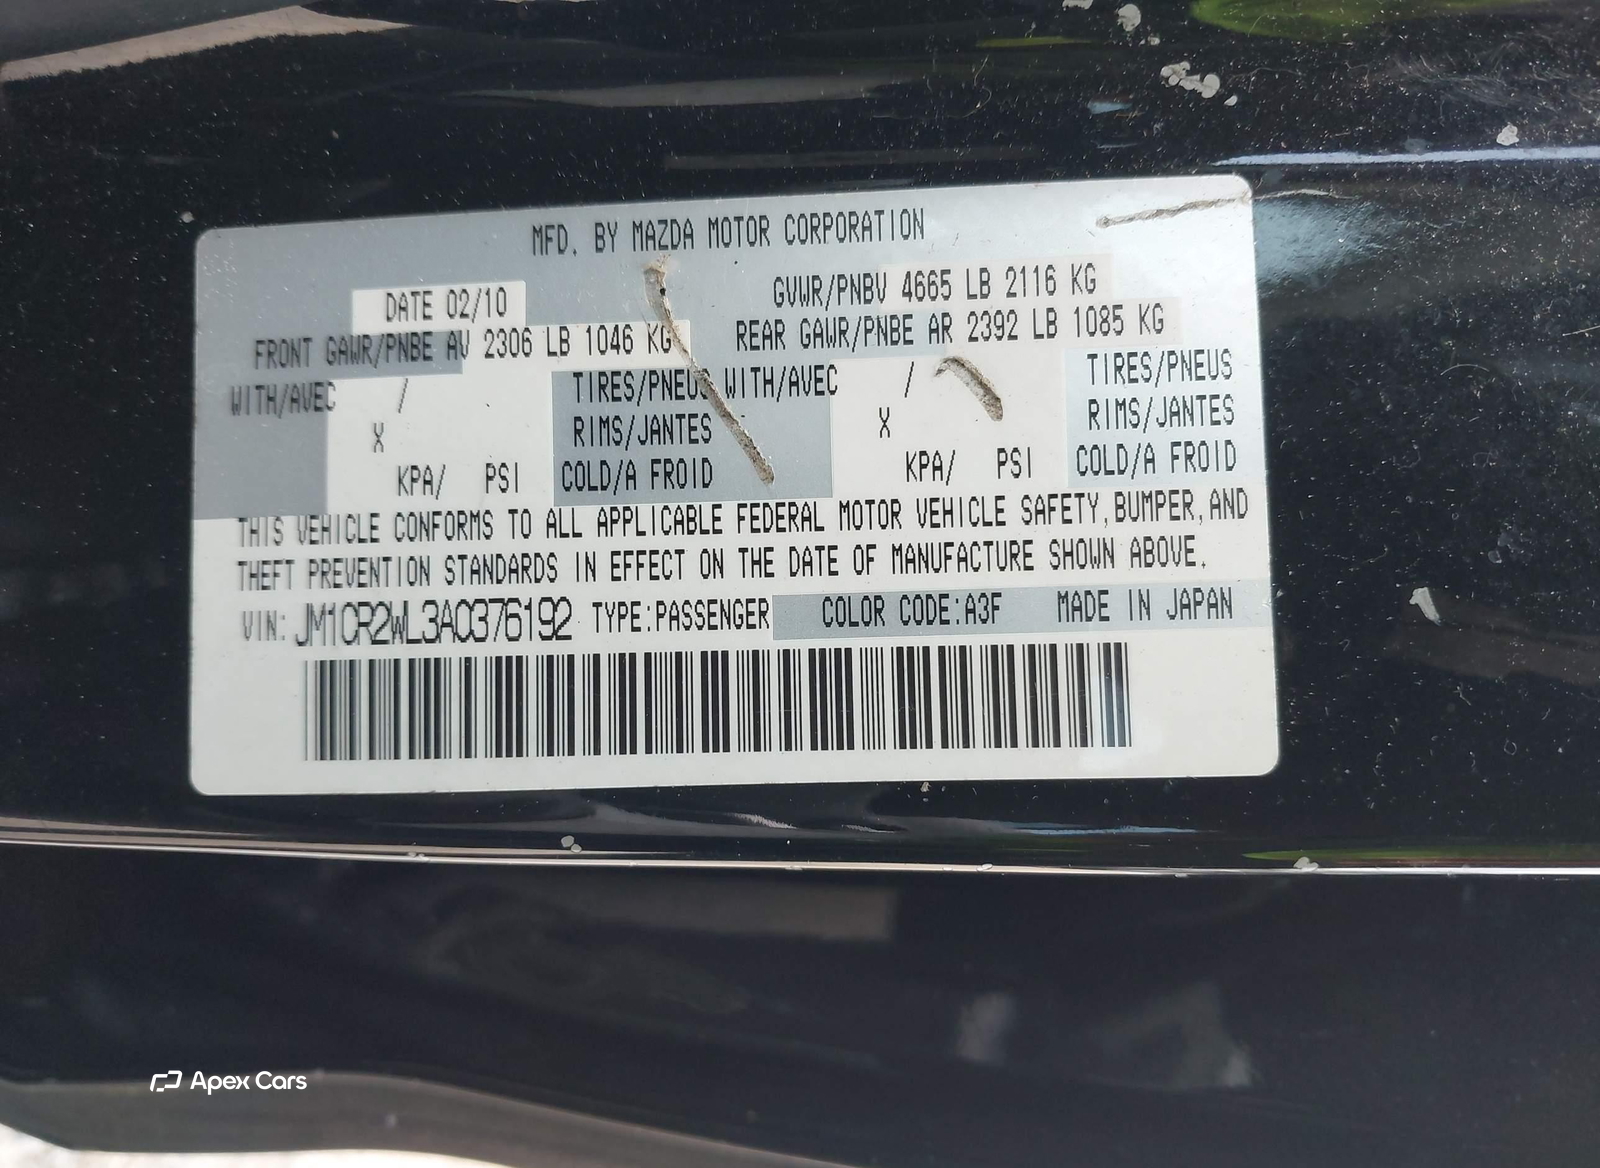 MFD. BY MAZDA MOTOR CORPORATION
DATE 02/10 GVWR/PNBV 4665 LB 2116 KG
FRONT GAWR/PNBE AV 2306 LB 1046 KG REAR GAWR/PNBE AR 2392 LB 1085 KG
WITH/AVEC / TIRES/PNEUS WITH/AVEC / TIRES/PNEUS
X RIMS/JANTES X RIMS/JANTES
KPA/ PSI COLD/A FROID KPA/ PSI COLD/A FROID
THIS VEHICLE CONFORMS TO ALL APPLICABLE FEDERAL MOTOR VEHICLE SAFETY, BUMPER, AND
THEFT PREVENTION STANDARDS IN EFFECT ON THE DATE OF MANUFACTURE SHOWN ABOVE.
VIN: JM1CR2WL3A0376192 TYPE:PASSENGER COLOR CODE:A3F MADE IN JAPAN
Apex Cars